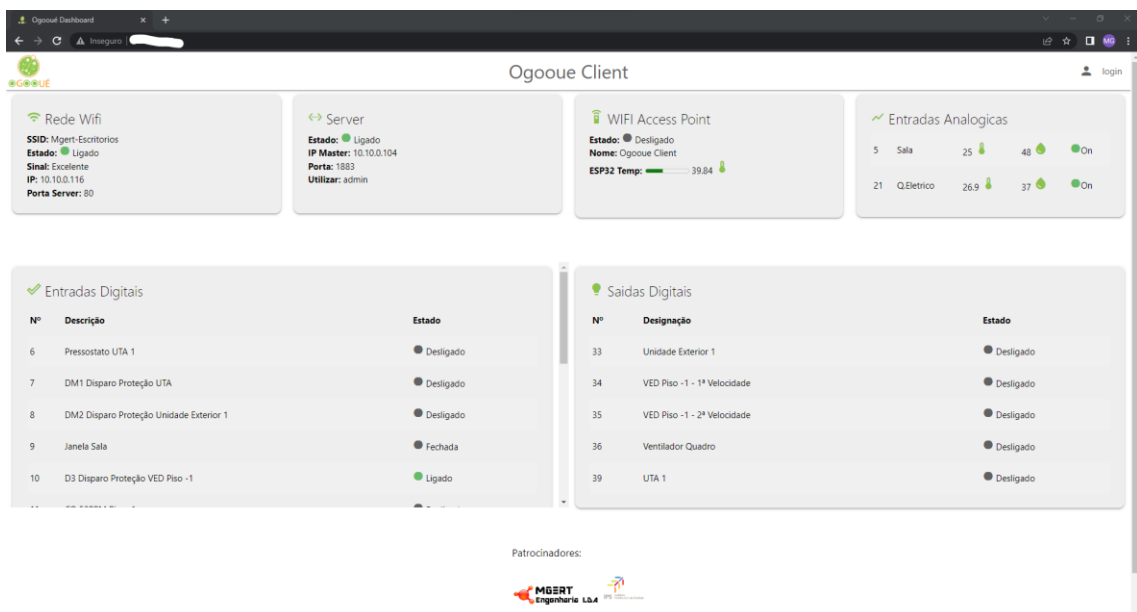 Ogooué Dashboard
Inseguro
MG
OGOOUÉ
Ogooue Client
login
Rede Wifi
SSID: Mgert-Escritorios
Estado: Ligado
Sinal: Excelente
IP: 10.10.0.116
Porta Server: 80
Server
Estado: Ligado
IP Master: 10.10.0.104
Porta: 1883
Utilizar: admin
WIFI Access Point
Estado: Desligado
Nome: Ogooue Client
ESP32 Temp: 39.84
Entradas Analogicas
5 Sala 25 48 On
21 Q.Eletrico 26.9 37 On
Entradas Digitais
Nº Descrição Estado
6 Pressostato UTA 1 Desligado
7 DM1 Disparo Proteção UTA Desligado
8 DM2 Disparo Proteção Unidade Exterior 1 Desligado
9 Janela Sala Fechada
10 D3 Disparo Proteção VED Piso -1 Ligado
Saidas Digitais
Nº Designação Estado
33 Unidade Exterior 1 Desligado
34 VED Piso -1 - 1ª Velocidade Desligado
35 VED Piso -1 - 2ª Velocidade Desligado
36 Ventilador Quadro Desligado
39 UTA 1 Desligado
Patrocinadores:
MGERT
Engenharia LDA